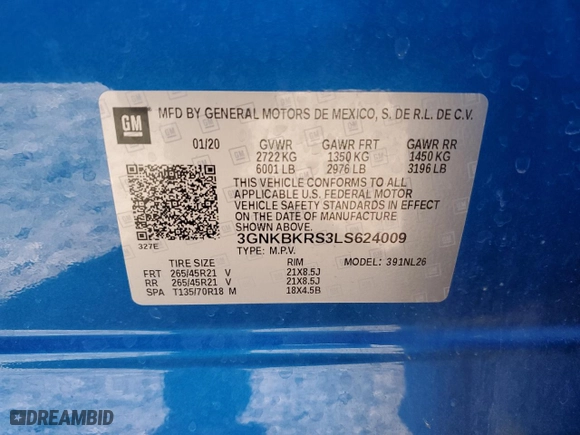 GM
MFD BY GENERAL MOTORS DE MEXICO, S. DE R.L. DE C.V.
01/20 GVWR GAWR FRT GAWR RR
2722 KG 1350 KG 1450 KG
6001 LB 2976 LB 3196 LB
THIS VEHICLE CONFORMS TO ALL
APPLICABLE U.S. FEDERAL MOTOR
VEHICLE SAFETY STANDARDS IN EFFECT
ON THE DATE OF MANUFACTURE
327E 3GNKBKRS3LS624009
TYPE: M.P.V. MODEL: 391NL26
TIRE SIZE RIM
FRT 265/45R21 V 21X8.5J
RR 265/45R21 V 21X8.5J
SPA T135/70R18 M 18X4.5B
DREAMBID